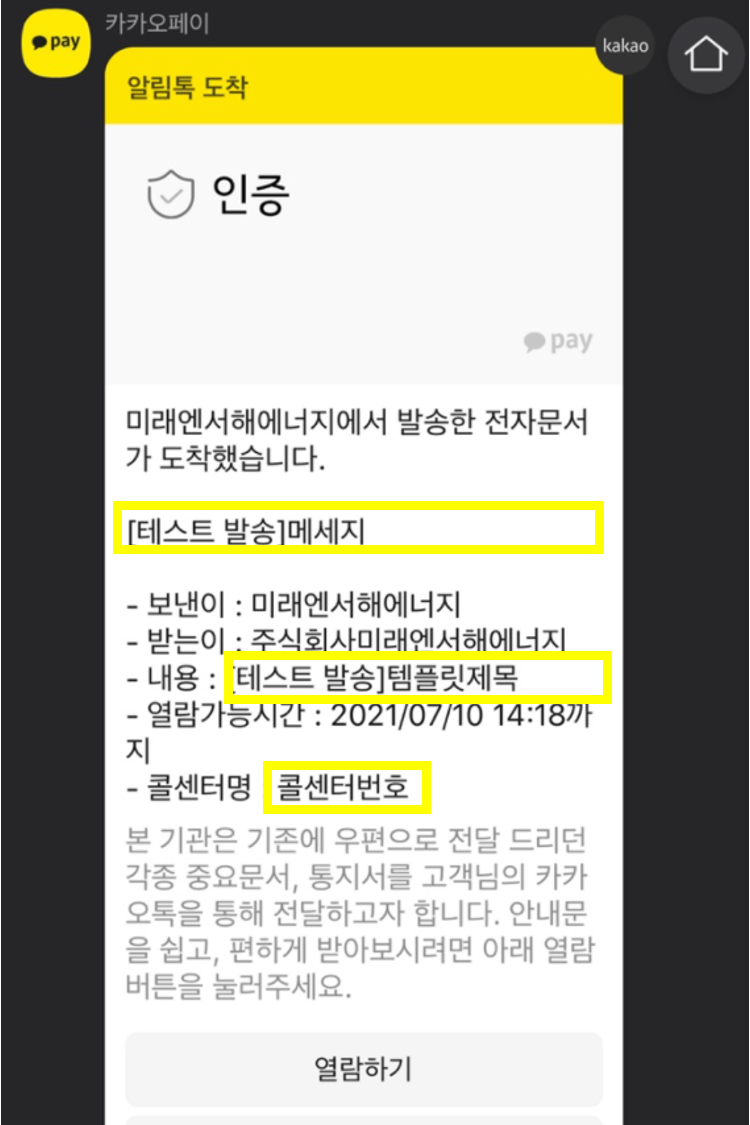 pay
카카오페이
kakao
알림톡 도착
인증
pay
미래엔서해에너지에서 발송한 전자문서
가 도착했습니다.
[테스트 발송]메세지
- 보낸이 : 미래엔서해에너지
- 받는이 : 주식회사미래엔서해에너지
- 내용 : [테스트 발송]템플릿제목
- 열람가능시간 : 2021/07/10 14:18까
지
- 콜센터명 콜센터번호
본 기관은 기존에 우편으로 전달 드리던
각종 중요문서, 통지서를 고객님의 카카
오톡을 통해 전달하고자 합니다. 안내문
을 쉽고, 편하게 받아보시려면 아래 열람
버튼을 눌러주세요.
열람하기